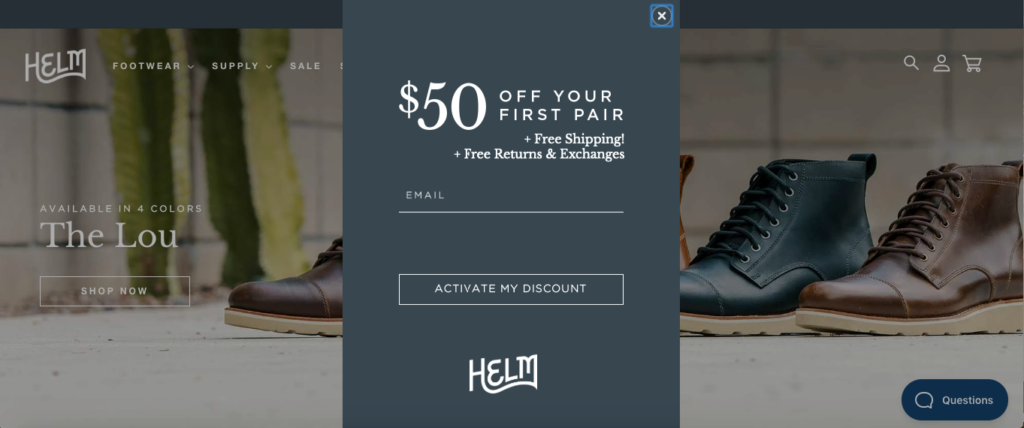 HELM
FOOTWEAR SUPPLY SALE
$50 OFF YOUR
FIRST PAIR
+ Free Shipping!
+ Free Returns & Exchanges
EMAIL
ACTIVATE MY DISCOUNT
HELM
AVAILABLE IN 4 COLORS
The Lou
SHOP NOW
Questions